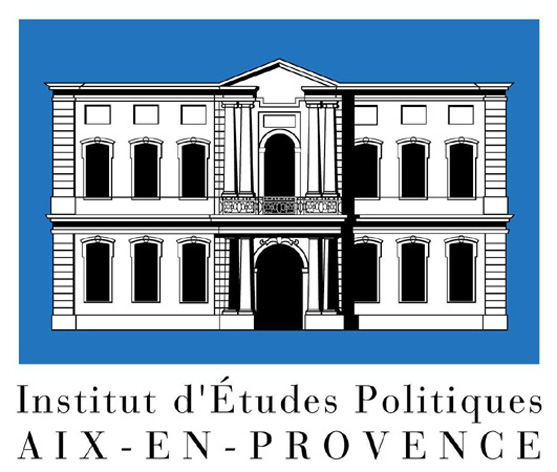 Institut d'Études Politiques
AIX-EN-PROVENCE